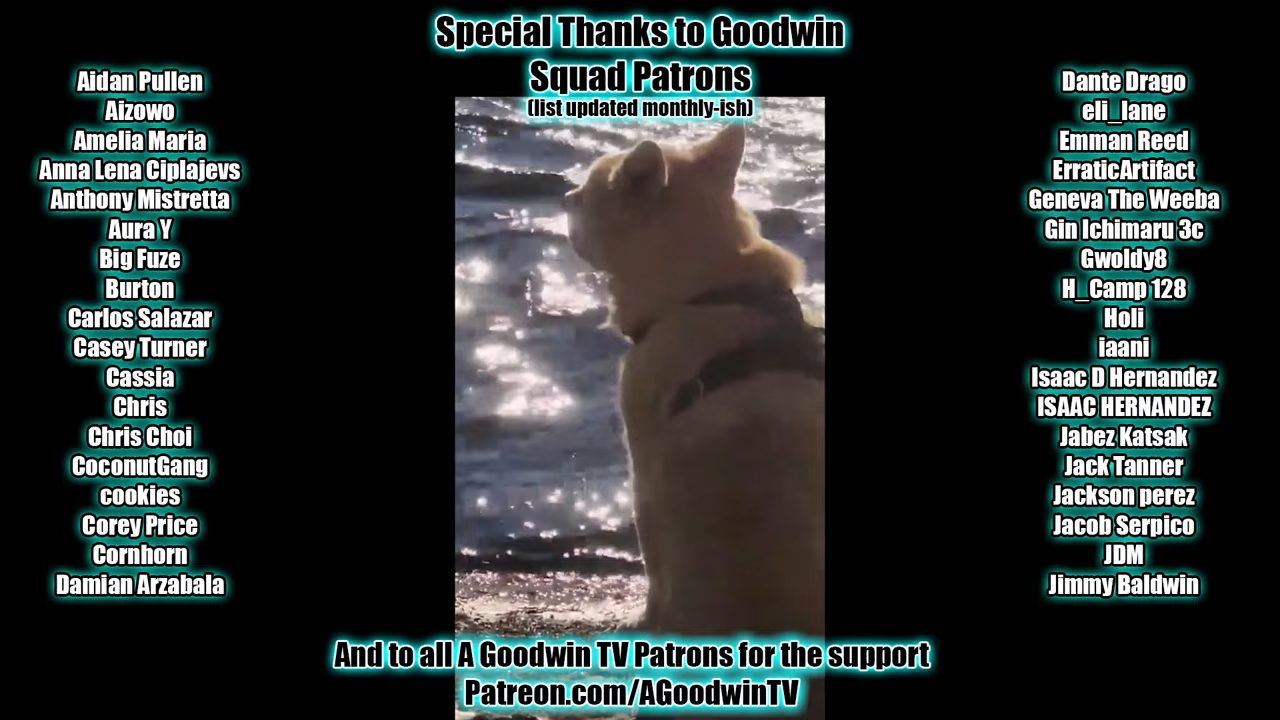 Special Thanks to Goodwin
Squad Patrons
(list updated monthly-ish)
Aidan Pullen
Aizowo
Amelia Maria
Anna Lena Ciplajevs
Anthony Mistretta
Aura Y
Big Fuze
Burton
Carlos Salazar
Casey Turner
Cassia
Chris
Chris Choi
CoconutGang
cookies
Corey Price
Cornhorn
Damian Arzabala
Dante Drago
eli_lane
Emman Reed
ErraticArtifact
Geneva The Weeba
Gin Ichimaru 3c
Gwoldy8
H_Camp 128
Holi
iaani
Isaac D Hernandez
ISAAC HERNANDEZ
Jabez Katsak
Jack Tanner
Jackson perez
Jacob Serpico
JDM
Jimmy Baldwin
And to all A Goodwin TV Patrons for the support
Patreon.com/AGoodwinTV